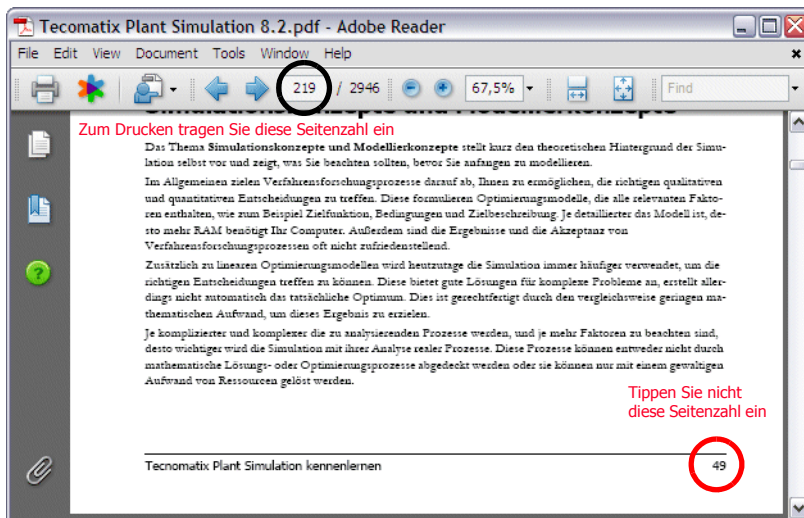 Tecomatix Plant Simulation 8.2.pdf - Adobe Reader
File Edit View Document Tools Window Help
219 / 2946 67,5% Find
Simulationskonzepte und Modellierkonzepte
Zum Drucken tragen Sie diese Seitenzahl ein
Das Thema Simulationskonzepte und Modellierkonzepte stellt kurz den theoretischen Hintergrund der Simu-
lation selbst vor und zeigt, was Sie beachten sollten, bevor Sie anfangen zu modellieren.
Im Allgemeinen zielen Verfahrensforschungsprozesse darauf ab, Ihnen zu ermöglichen, die richtigen qualitativen
und quantitativen Entscheidungen zu treffen. Diese formulieren Optimierungsmodelle, die alle relevanten Fakto-
ren enthalten, wie zum Beispiel Zielfunktion, Bedingungen und Zielbeschreibung. Je detaillierter das Modell ist, de-
sto mehr RAM benötigt Ihr Computer. Außerdem sind die Ergebnisse und die Akzeptanz von
Verfahrensforschungsprozessen oft nicht zufriedenstellend.
Zusätzlich zu linearen Optimierungsmodellen wird heutzutage die Simulation immer häufiger verwendet, um die
richtigen Entscheidungen treffen zu können. Diese bietet gute Lösungen für komplexe Probleme an, erstellt aller-
dings nicht automatisch das tatsächliche Optimum. Dies ist gerechtfertigt durch den vergleichsweise geringen ma-
thematischen Aufwand, um dieses Ergebnis zu erzielen.
Je komplizierter und komplexer die zu analysierenden Prozesse werden, und je mehr Faktoren zu beachten sind,
desto wichtiger wird die Simulation mit ihrer Analyse realer Prozesse. Diese Prozesse können entweder nicht durch
mathematische Lösungs- oder Optimierungsprozesse abgedeckt werden oder sie können nur mit einem gewaltigen
Aufwand von Ressourcen gelöst werden.
Tippen Sie nicht
diese Seitenzahl ein
Tecnomatix Plant Simulation kennenlernen 49